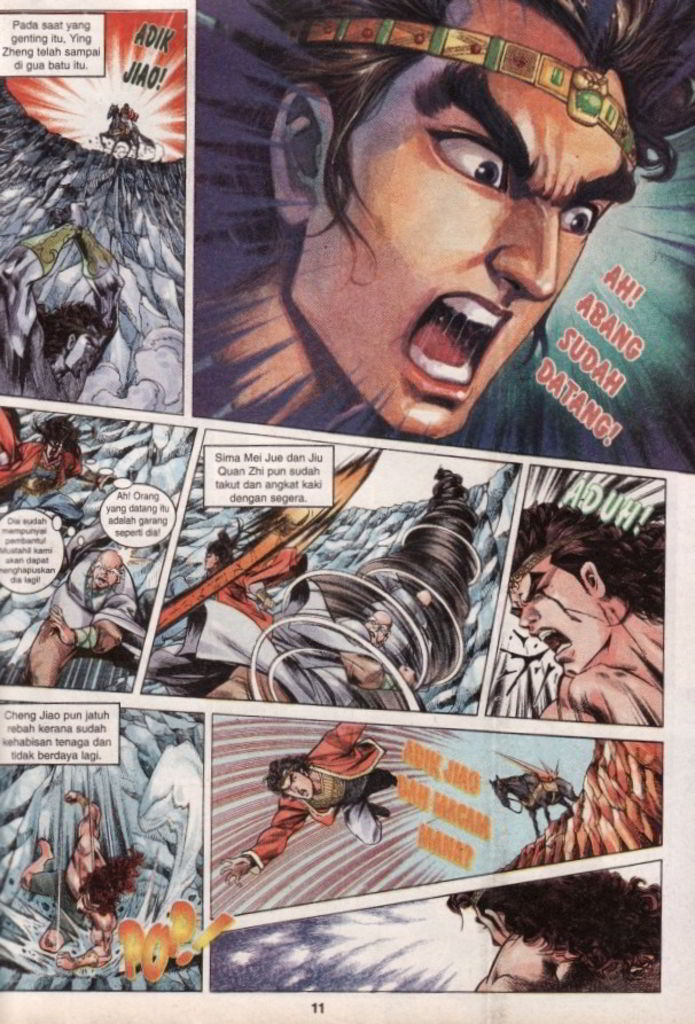 Pada saat yang
genting itu, Ying
Zheng telah sampai
di gua batu itu.
ADIK
JIAO!
AH!
ABANG
SUDAH
DATANG!
Ah! Orang
yang datang itu
adalah garang
seperti dia!
Dia sudah
mempunyai
pembantu!
Mustahil kami
akan dapat
menghapuskan
dia lagi!
Sima Mei Jue dan Jiu
Quan Zhi pun sudah
takut dan angkat kaki
dengan segera.
ADUH!
Cheng Jiao pun jatuh
rebah kerana sudah
kehabisan tenaga dan
tidak berdaya lagi.
POP!
ADIK JIAO
DAH MACAM
MANA?
11